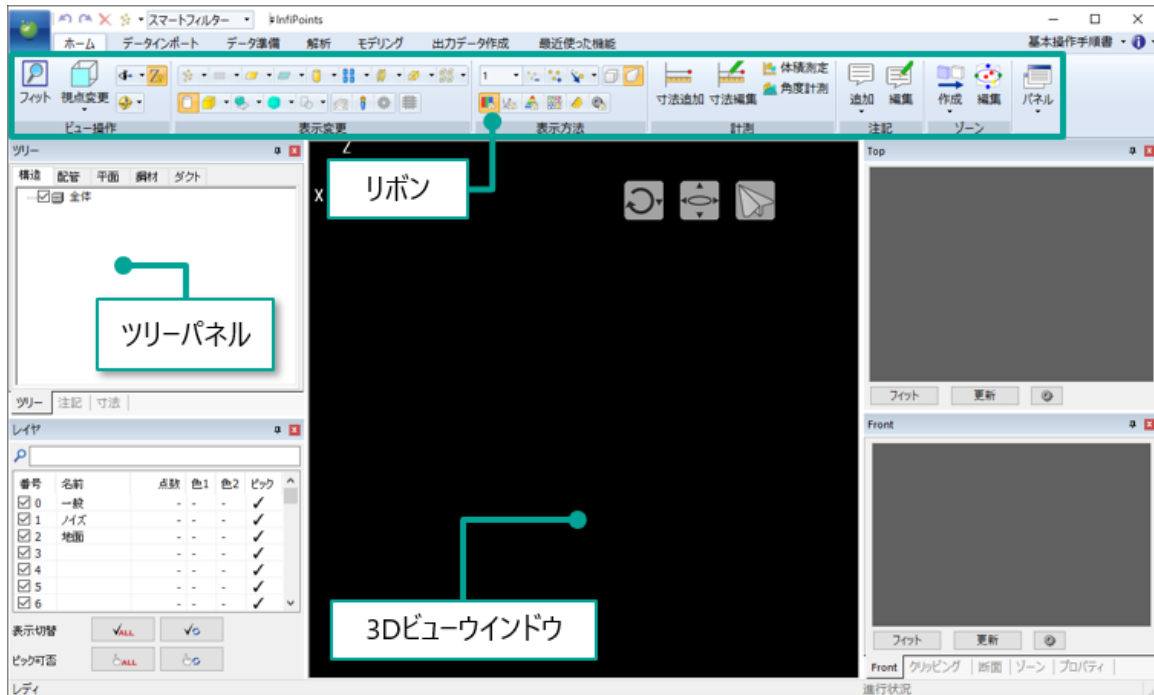 スマートフィルター InfiPoints
ホーム データインポート データ準備 解析 モデリング 出力データ作成 最近使った機能 基本操作手順書
フィット 視点変更 1 寸法追加 寸法編集 体積測定 角度計測 追加 編集 作成 編集 パネル
ビュー操作 表示変更 表示方法 計測 注記 ゾーン
リボン
ツリー
構造 配管 平面 鋼材 ダクト
全体
ツリーパネル
ツリー 注記 寸法
レイヤ
番号 名前 点数 色1 色2 ピック
0 一般 - - - ✓
1 ノイズ - - - ✓
2 地面 - - - ✓
3 - - - ✓
4 - - - ✓
5 - - - ✓
6 - - - ✓
表示切替 ALL
ピック可否 ALL
レディ
Z
X
3Dビューウインドウ
Top
フィット 更新
Front
フィット 更新
Front クリッピング 断面 ゾーン プロパティ
進行状況